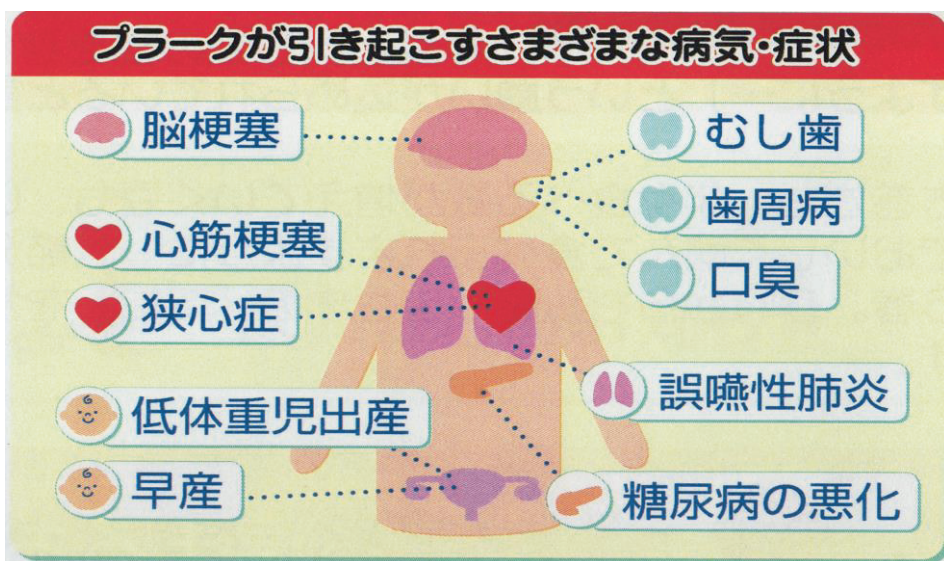 プラークが引き起こすさまざまな病気・症状
脳梗塞
心筋梗塞
狭心症
低体重児出産
早産
むし歯
歯周病
口臭
誤嚥性肺炎
糖尿病の悪化